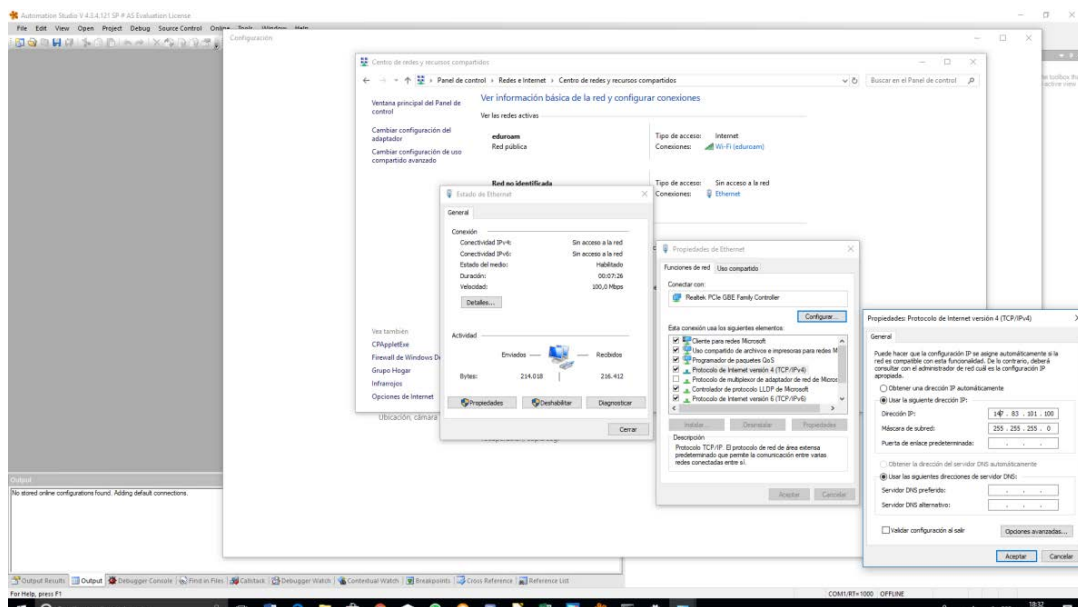 Automation Studio V 4.3.4.121 SP # AS Evaluation License
File Edit View Open Project Debug Source Control Online Tools Window Help
Configuración
Centro de redes y recursos compartidos
Panel de control > Redes e Internet > Centro de redes y recursos compartidos
Buscar en el Panel de control
Ventana principal del Panel de
control
Cambiar configuración del
adaptador
Cambiar configuración de uso
compartido avanzado
Ver información básica de la red y configurar conexiones
Ver las redes activas
eduroam
Red pública
Tipo de acceso: Internet
Conexiones: Wi-Fi (eduroam)
Red no identificada
Tipo de acceso: Sin acceso a la red
Conexiones: Ethernet
Vea también
CPAppletExe
Firewall de Windows De
Grupo Hogar
Infrarrojos
Opciones de Internet
Ubicación, cámara
Estado de Ethernet
General
Conexión
Conectividad IPv4: Sin acceso a la red
Conectividad IPv6: Sin acceso a la red
Estado del medio: Habilitado
Duración: 00:07:26
Velocidad: 100,0 Mbps
Detalles...
Actividad
Enviados — — Recibidos
Bytes: 214.018 | 216.412
Propiedades Deshabilitar Diagnosticar
Cerrar
Propiedades de Ethernet
Funciones de red Uso compartido
Conectar con:
Realtek PCIe GBE Family Controller
Configurar...
Esta conexión usa los siguientes elementos:
Cliente para redes Microsoft
Uso compartido de archivos e impresoras para redes M
Programador de paquetes QoS
Protocolo de Internet versión 4 (TCP/IPv4)
Protocolo de multiplexor de adaptador de red de Micros
Controlador de protocolo LLDP de Microsoft
Protocolo de Internet versión 6 (TCP/IPv6)
Instalar... Desinstalar Propiedades
Descripción
Protocolo TCP/IP. El protocolo de red de área extensa
predeterminado que permite la comunicación entre varias
redes conectadas entre sí.
Aceptar Cancelar
Propiedades: Protocolo de Internet versión 4 (TCP/IPv4)
General
Puede hacer que la configuración IP se asigne automáticamente si la
red es compatible con esta funcionalidad. De lo contrario, deberá
consultar con el administrador de red cuál es la configuración IP
apropiada.
Obtener una dirección IP automáticamente
Usar la siguiente dirección IP:
Dirección IP: 147 . 83 . 101 . 100
Máscara de subred: 255 . 255 . 255 . 0
Puerta de enlace predeterminada: . . .
Obtener la dirección del servidor DNS automáticamente
Usar las siguientes direcciones de servidor DNS:
Servidor DNS preferido: . . .
Servidor DNS alternativo: . . .
Validar configuración al salir
Opciones avanzadas...
Aceptar Cancelar
Output
No stored online configurations found. Adding default connections.
Output Results Output Debugger Console Find in Files Callstack Debugger Watch Contextual Watch Breakpoints Cross Reference Reference List
For Help, press F1
COM1/RT=1000 OFFLINE
18:37